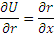 ∂U/∂r = ∂r/∂x